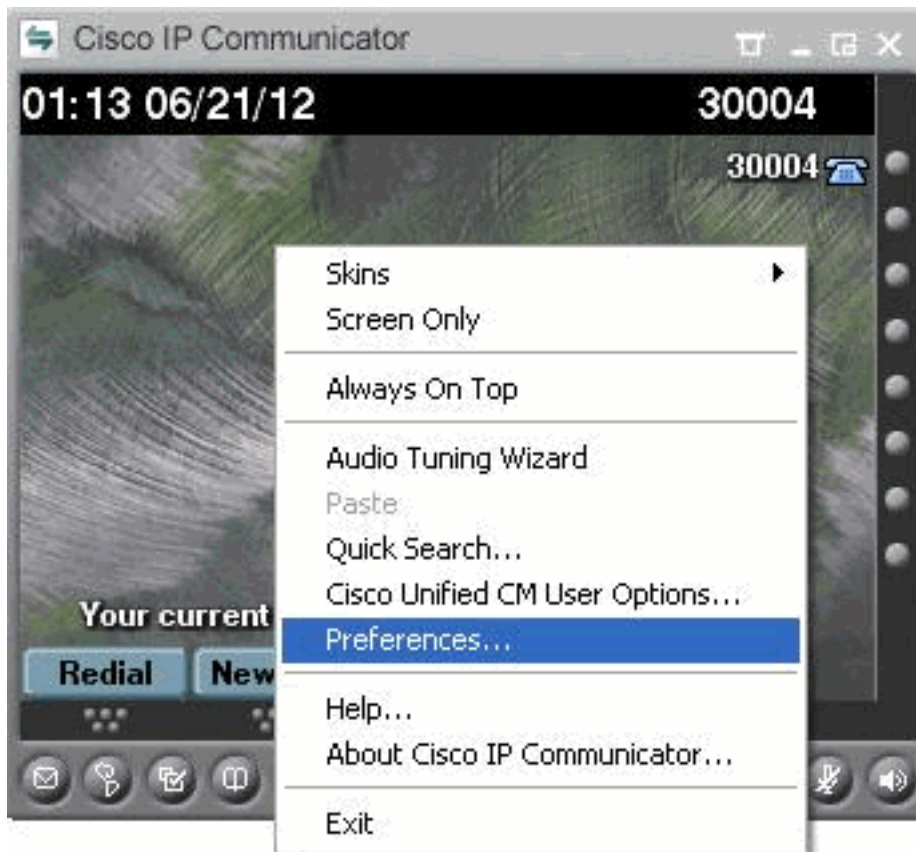 Cisco IP Communicator
01:13 06/21/12 30004
30004
Skins
Screen Only
Always On Top
Audio Tuning Wizard
Paste
Quick Search...
Cisco Unified CM User Options...
Preferences...
Help...
About Cisco IP Communicator...
Exit
Your current
Redial New